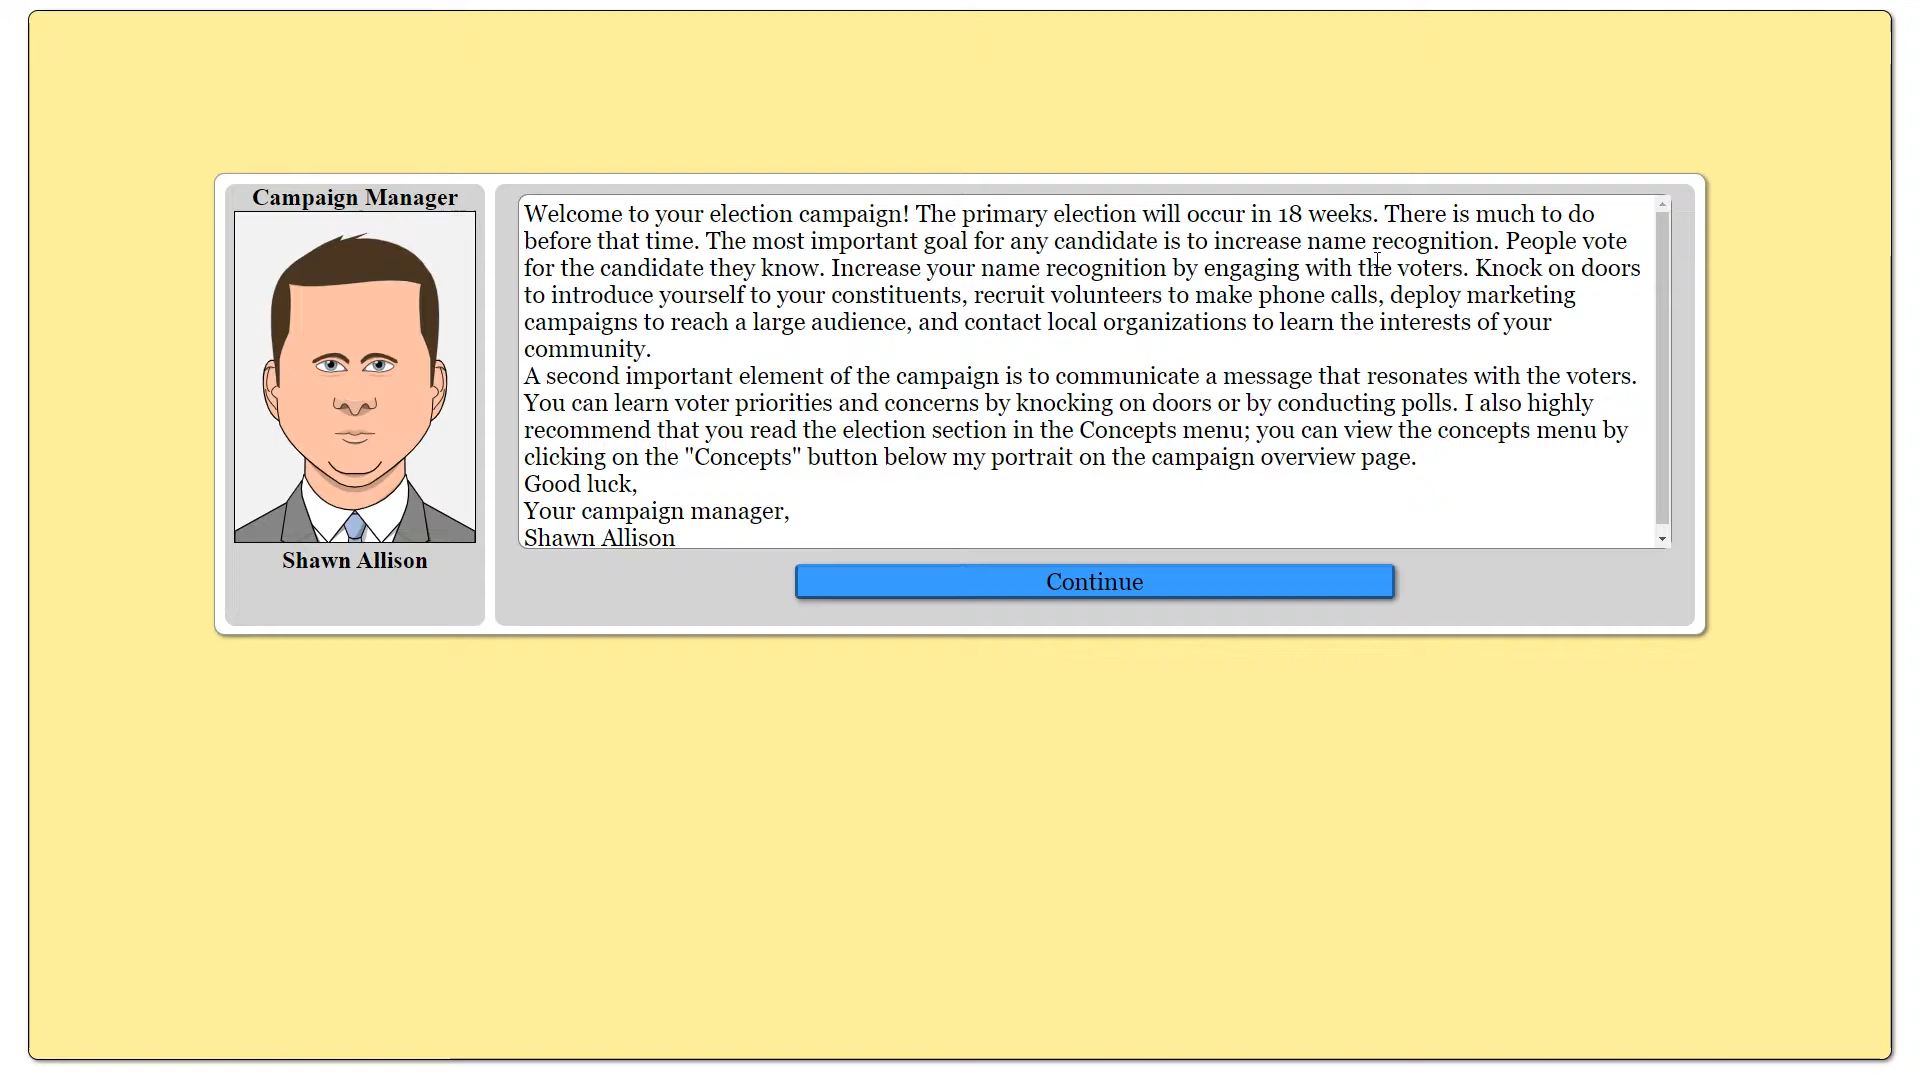 Campaign Manager
Shawn Allison
Welcome to your election campaign! The primary election will occur in 18 weeks. There is much to do
before that time. The most important goal for any candidate is to increase name recognition. People vote
for the candidate they know. Increase your name recognition by engaging with the voters. Knock on doors
to introduce yourself to your constituents, recruit volunteers to make phone calls, deploy marketing
campaigns to reach a large audience, and contact local organizations to learn the interests of your
community.
A second important element of the campaign is to communicate a message that resonates with the voters.
You can learn voter priorities and concerns by knocking on doors or by conducting polls. I also highly
recommend that you read the election section in the Concepts menu; you can view the concepts menu by
clicking on the "Concepts" button below my portrait on the campaign overview page.
Good luck,
Your campaign manager,
Shawn Allison
Continue